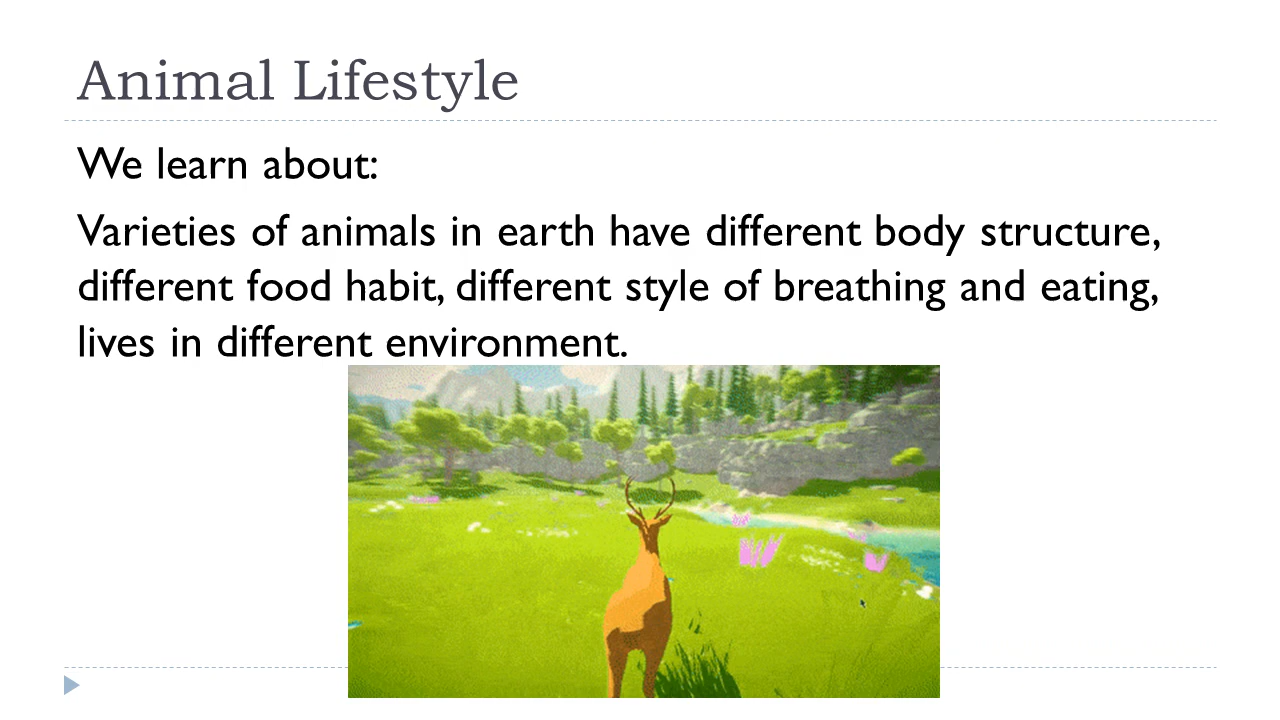 Animal Lifestyle
We learn about:
Varieties of animals in earth have different body structure,
different food habit, different style of breathing and eating,
lives in different environment.